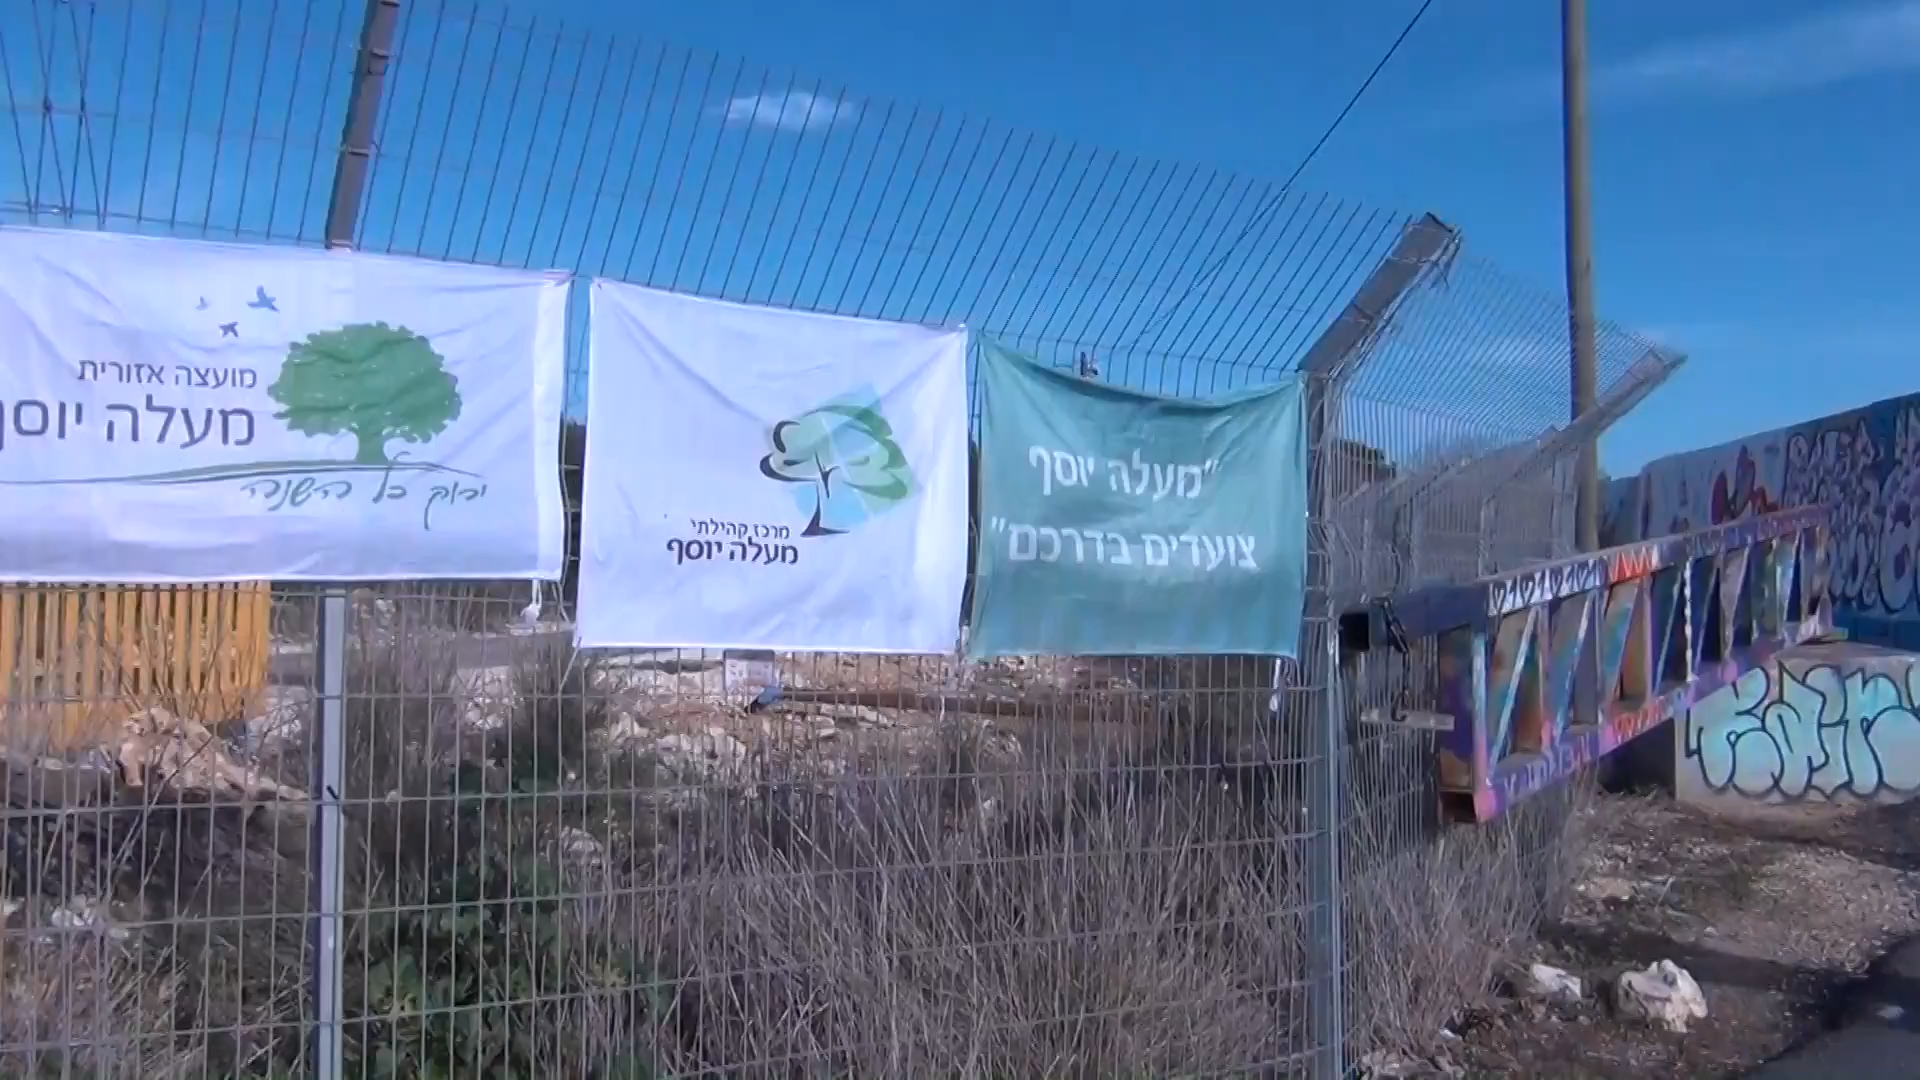 מועצה אזורית
מעלה יוסף
ירוק כל השנה
מרכז קהילתי
מעלה יוסף
"מעלה יוסף
צועדים בדרכם"